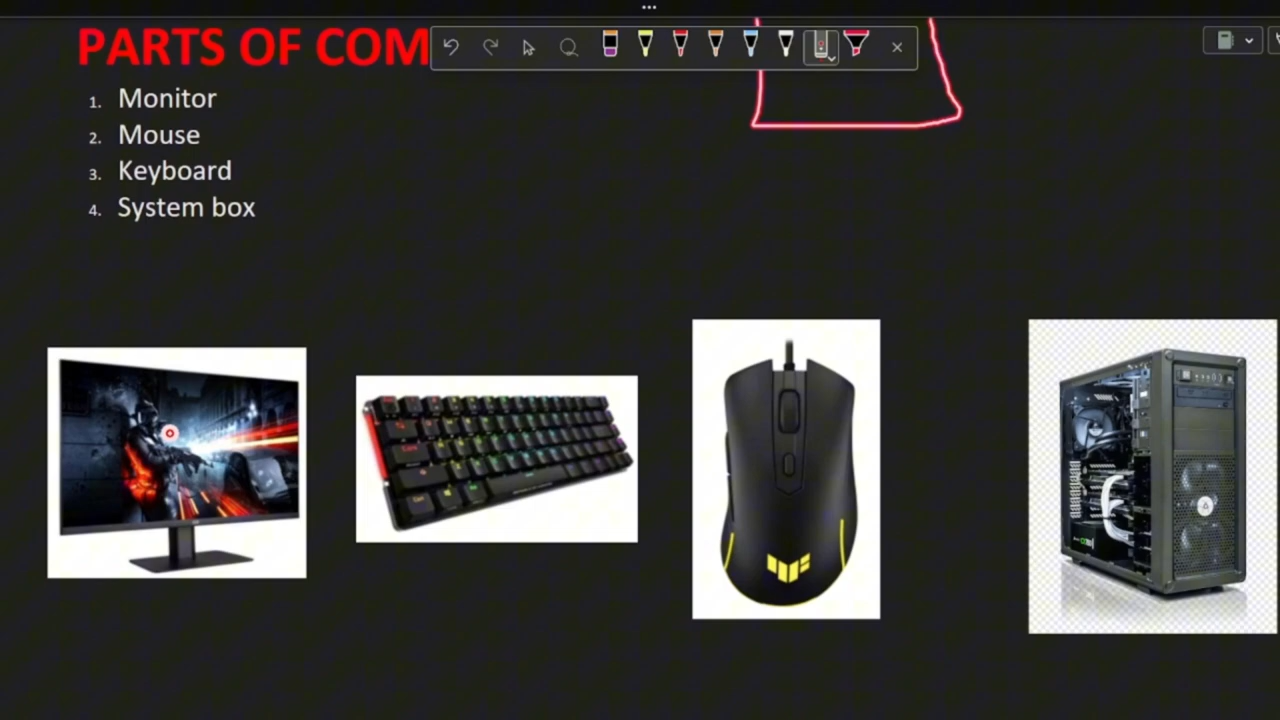 PARTS OF COM
1. Monitor
2. Mouse
3. Keyboard
4. System box